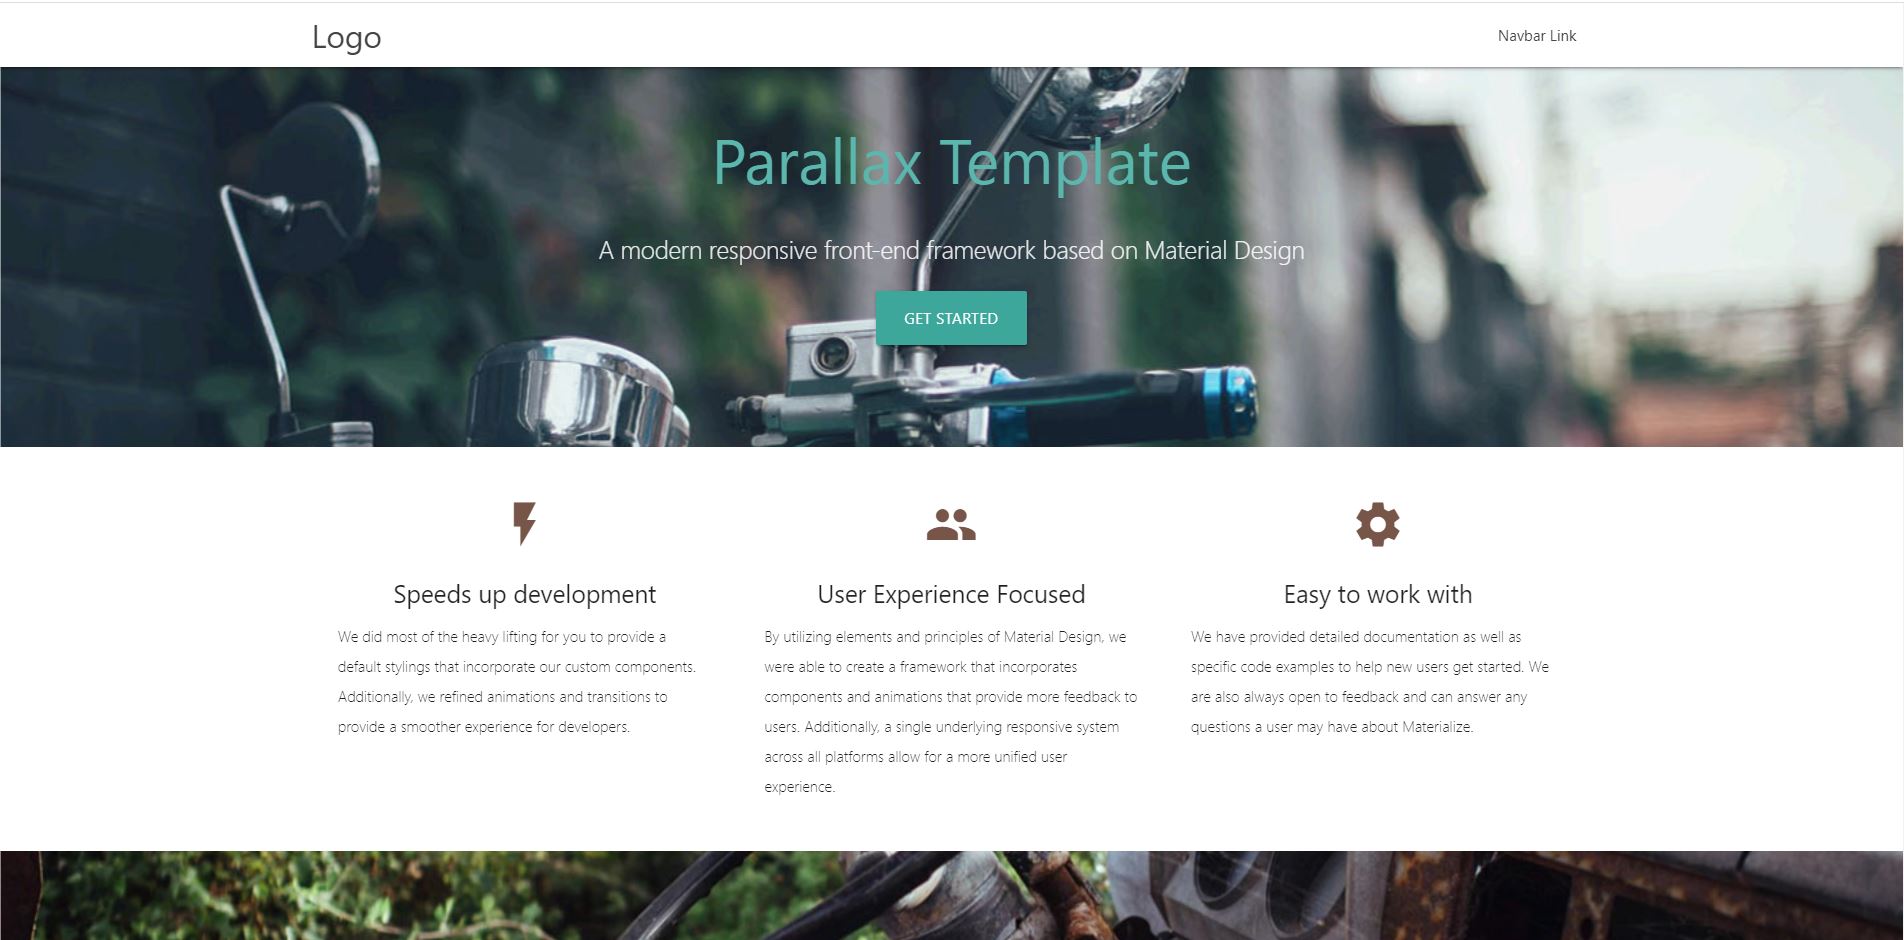 Logo
Navbar Link
Parallax Template
A modern responsive front-end framework based on Material Design
GET STARTED
Speeds up development
We did most of the heavy lifting for you to provide a
default stylings that incorporate our custom components.
Additionally, we refined animations and transitions to
provide a smoother experience for developers.
User Experience Focused
By utilizing elements and principles of Material Design, we
were able to create a framework that incorporates
components and animations that provide more feedback to
users. Additionally, a single underlying responsive system
across all platforms allow for a more unified user
experience.
Easy to work with
We have provided detailed documentation as well as
specific code examples to help new users get started. We
are also always open to feedback and can answer any
questions a user may have about Materialize.